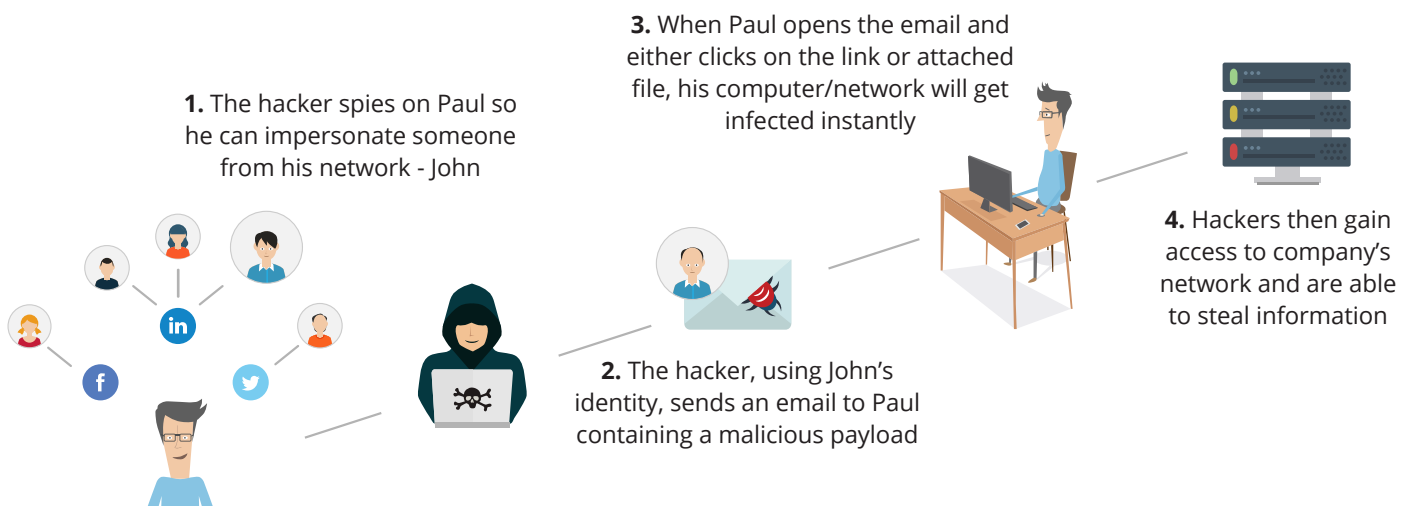 1. The hacker spies on Paul so
he can impersonate someone
from his network - John
in
f
2. The hacker, using John’s
identity, sends an email to Paul
containing a malicious payload
3. When Paul opens the email and
either clicks on the link or attached
file, his computer/network will get
infected instantly
4. Hackers then gain
access to company’s
network and are able
to steal information